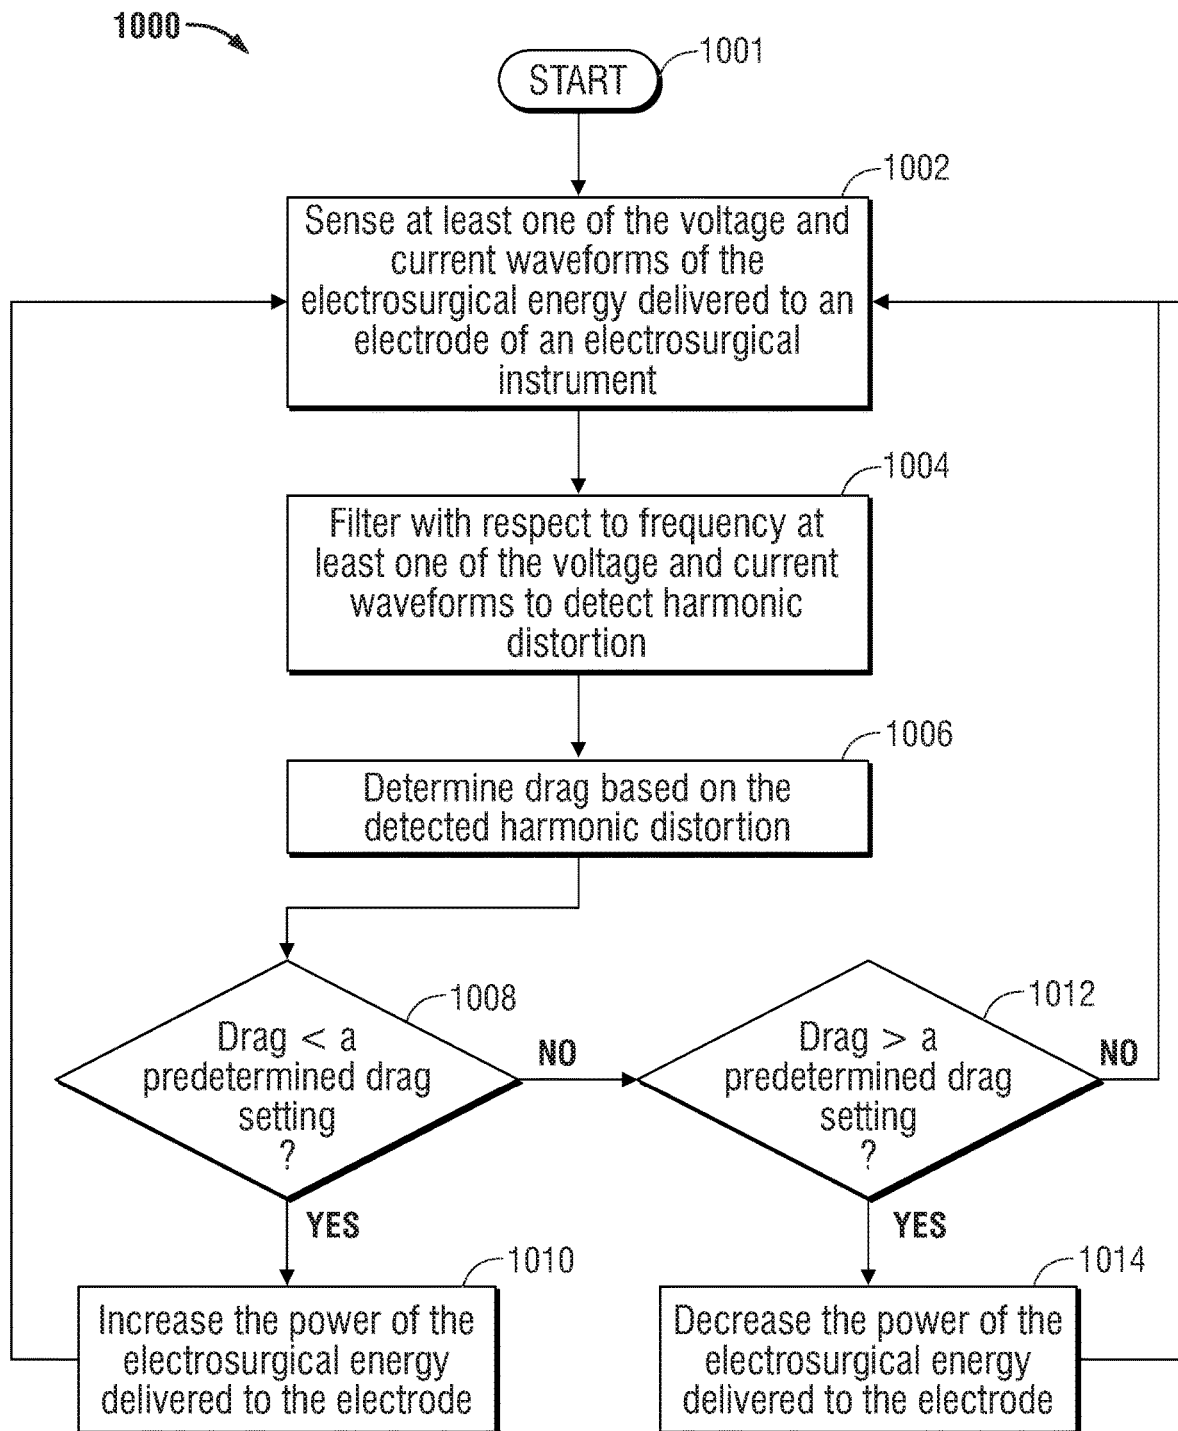 1000
START
1001
1002
Sense at least one of the voltage and
current waveforms of the
electrosurgical energy delivered to an
electrode of an electrosurgical
instrument
1004
Filter with respect to frequency at
least one of the voltage and current
waveforms to detect harmonic
distortion
1006
Determine drag based on the
detected harmonic distortion
1008
Drag < a
predetermined drag
setting
?
NO
YES
1012
Drag > a
predetermined drag
setting
?
NO
YES
1010
Increase the power of the
electrosurgical energy
delivered to the electrode
1014
Decrease the power of the
electrosurgical energy
delivered to the electrode